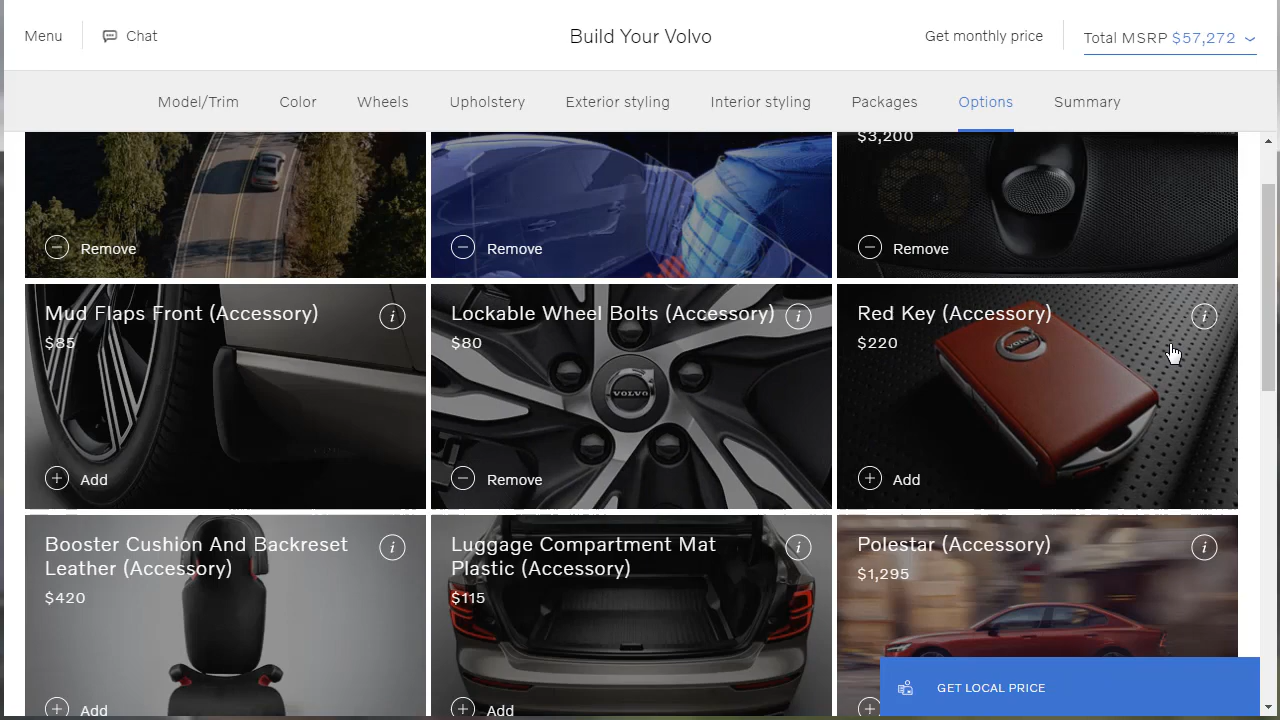 Menu
Chat
Build Your Volvo
Get monthly price
Total MSRP $57,272
Model/Trim
Color
Wheels
Upholstery
Exterior styling
Interior styling
Packages
Options
Summary
$3,200
Remove
Remove
Remove
Mud Flaps Front (Accessory)
$85
Add
Lockable Wheel Bolts (Accessory)
$80
VOLVO
Remove
Red Key (Accessory)
$220
VOLVO
Add
Booster Cushion And Backreset
Leather (Accessory)
$420
Add
Luggage Compartment Mat
Plastic (Accessory)
$115
Add
Polestar (Accessory)
$1,295
GET LOCAL PRICE